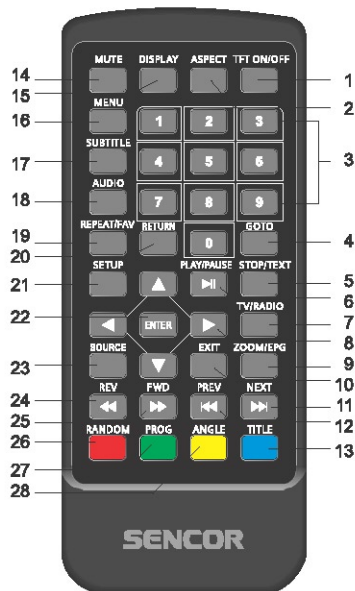 MUTE DISPLAY ASPECT TFT ON/OFF
14 1
15 2
MENU
16 1 2 3
3
SUBTITLE
17 4 5 6
AUDIO
18 7 8 9
REPEAT/FAV RETURN GOTO
19 0 4
20
SETUP PLAY/PAUSE STOP/TEXT
21 5
6
TV/RADIO
22 ENTER 7
8
SOURCE EXIT ZOOM/EPG
23 9
10
REV FWD PREV NEXT
24 11
25 12
RANDOM PROG ANGLE TITLE
26 13
27
28
SENCOR